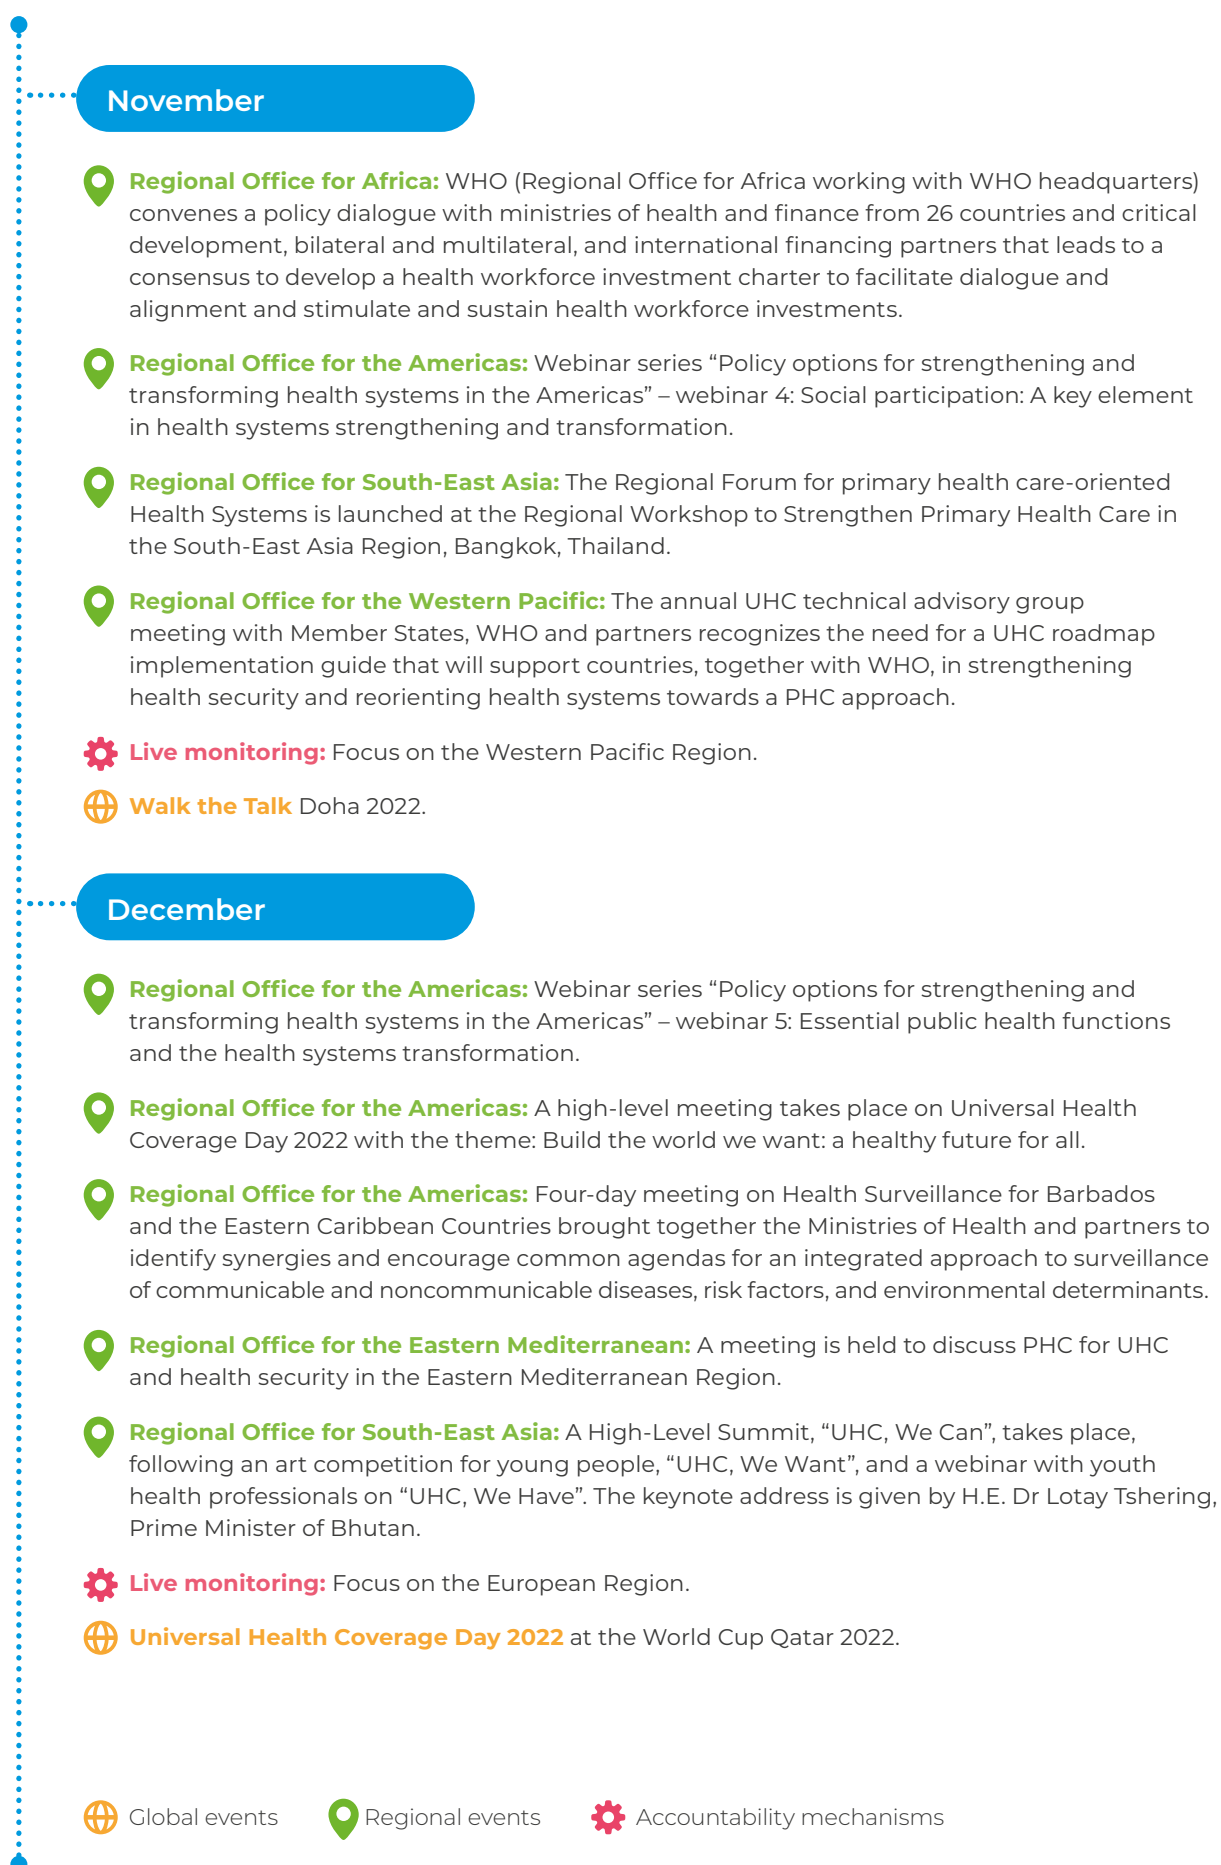 November
Regional Office for Africa: WHO (Regional Office for Africa working with WHO headquarters)
convenes a policy dialogue with ministries of health and finance from 26 countries and critical
development, bilateral and multilateral, and international financing partners that leads to a
consensus to develop a health workforce investment charter to facilitate dialogue and
alignment and stimulate and sustain health workforce investments.
Regional Office for the Americas: Webinar series “Policy options for strengthening and
transforming health systems in the Americas” – webinar 4: Social participation: A key element
in health systems strengthening and transformation.
Regional Office for South-East Asia: The Regional Forum for primary health care-oriented
Health Systems is launched at the Regional Workshop to Strengthen Primary Health Care in
the South-East Asia Region, Bangkok, Thailand.
Regional Office for the Western Pacific: The annual UHC technical advisory group
meeting with Member States, WHO and partners recognizes the need for a UHC roadmap
implementation guide that will support countries, together with WHO, in strengthening
health security and reorienting health systems towards a PHC approach.
Live monitoring: Focus on the Western Pacific Region.
Walk the Talk Doha 2022.
December
Regional Office for the Americas: Webinar series “Policy options for strengthening and
transforming health systems in the Americas” – webinar 5: Essential public health functions
and the health systems transformation.
Regional Office for the Americas: A high-level meeting takes place on Universal Health
Coverage Day 2022 with the theme: Build the world we want: a healthy future for all.
Regional Office for the Americas: Four-day meeting on Health Surveillance for Barbados
and the Eastern Caribbean Countries brought together the Ministries of Health and partners to
identify synergies and encourage common agendas for an integrated approach to surveillance
of communicable and noncommunicable diseases, risk factors, and environmental determinants.
Regional Office for the Eastern Mediterranean: A meeting is held to discuss PHC for UHC
and health security in the Eastern Mediterranean Region.
Regional Office for South-East Asia: A High-Level Summit, “UHC, We Can”, takes place,
following an art competition for young people, “UHC, We Want”, and a webinar with youth
health professionals on “UHC, We Have”. The keynote address is given by H.E. Dr Lotay Tshering,
Prime Minister of Bhutan.
Live monitoring: Focus on the European Region.
Universal Health Coverage Day 2022 at the World Cup Qatar 2022.
Global events Regional events Accountability mechanisms